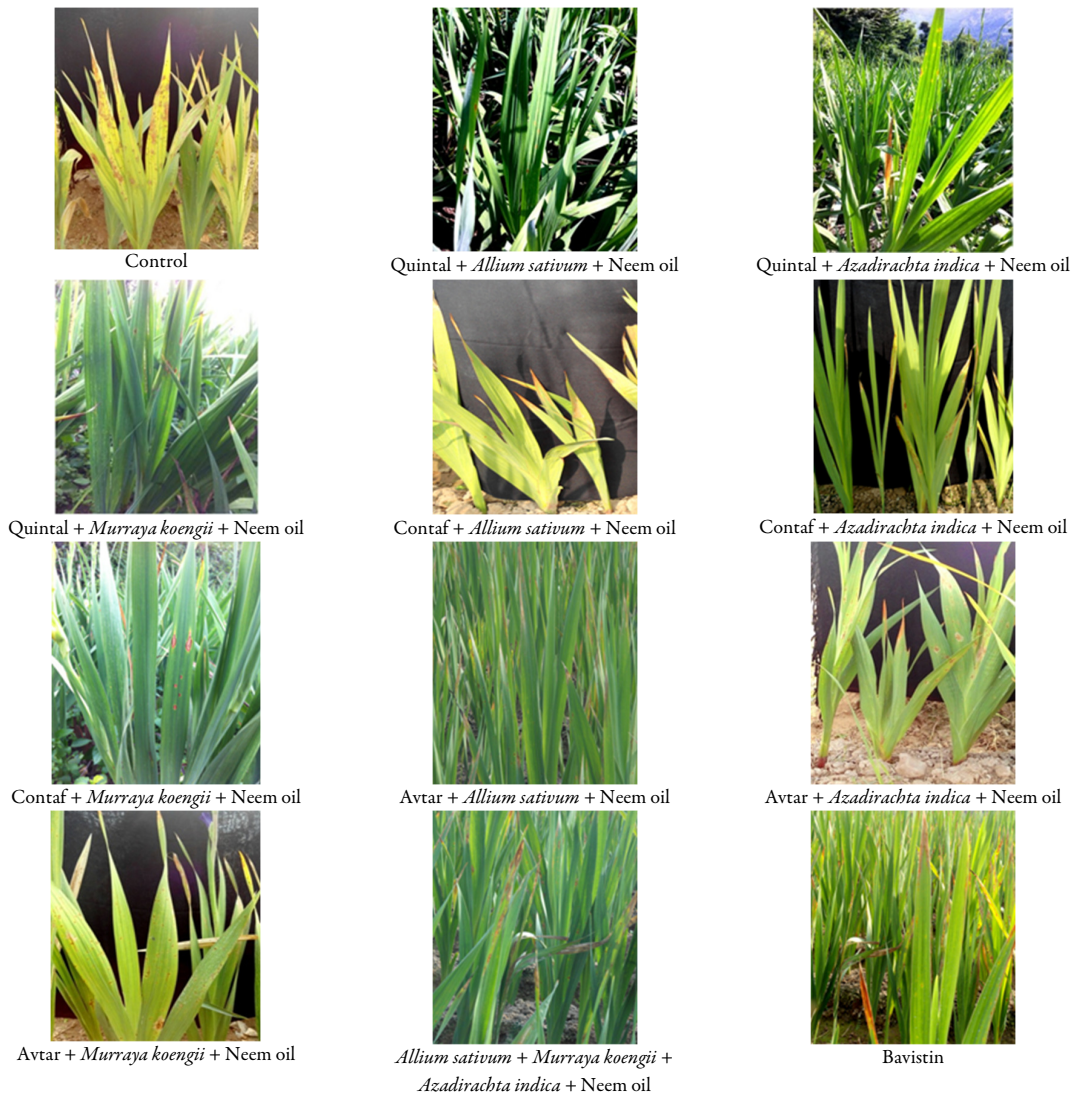 Control
Quintal + Allium sativum + Neem oil
Quintal + Azadirachta indica + Neem oil
Quintal + Murraya koengii + Neem oil
Contaf + Allium sativum + Neem oil
Contaf + Azadirachta indica + Neem oil
Contaf + Murraya koengii + Neem oil
Avtar + Allium sativum + Neem oil
Avtar + Azadirachta indica + Neem oil
Avtar + Murraya koengii + Neem oil
Allium sativum + Murraya koengii +
Azadirachta indica + Neem oil
Bavistin